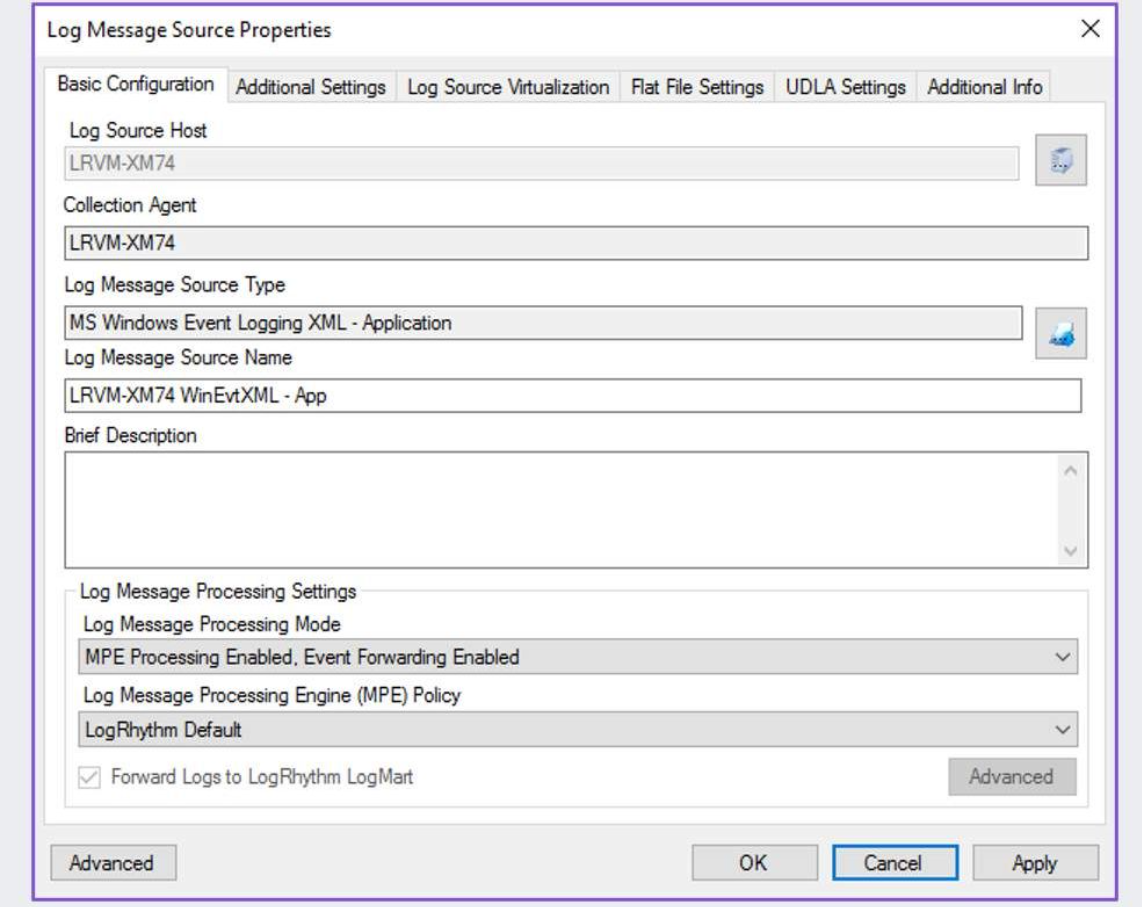 Log Message Source Properties
Basic Configuration Additional Settings Log Source Virtualization Flat File Settings UDLA Settings Additional Info
Log Source Host
LRVM-XM74
Collection Agent
LRVM-XM74
Log Message Source Type
MS Windows Event Logging XML - Application
Log Message Source Name
LRVM-XM74 WinEvtXML - App
Brief Description
Log Message Processing Settings
Log Message Processing Mode
MPE Processing Enabled, Event Forwarding Enabled
Log Message Processing Engine (MPE) Policy
LogRhythm Default
Forward Logs to LogRhythm LogMart Advanced
Advanced OK Cancel Apply